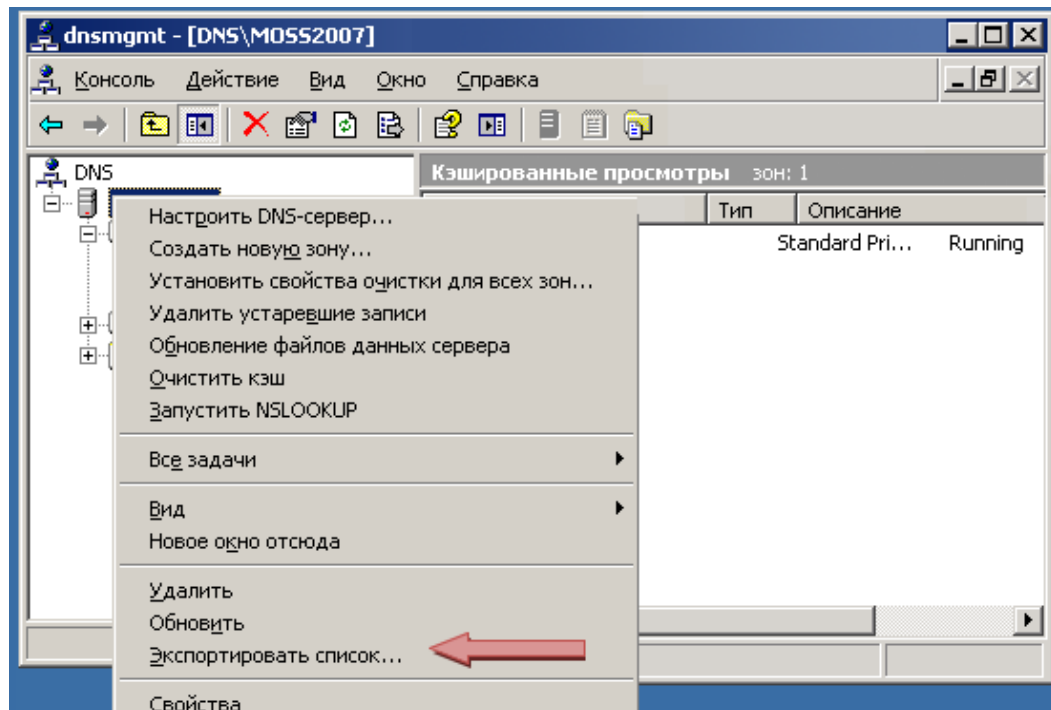 dnsmgmt - [DNS\MOSS2007]
Консоль Действие Вид Окно Справка
DNS
Кэшированные просмотры зон: 1
Тип Описание
Standard Pri... Running
Настроить DNS-сервер...
Создать новую зону...
Установить свойства очистки для всех зон...
Удалить устаревшие записи
Обновление файлов данных сервера
Очистить кэш
Запустить NSLOOKUP
Все задачи
Вид
Новое окно отсюда
Удалить
Обновить
Экспортировать список...
Свойства